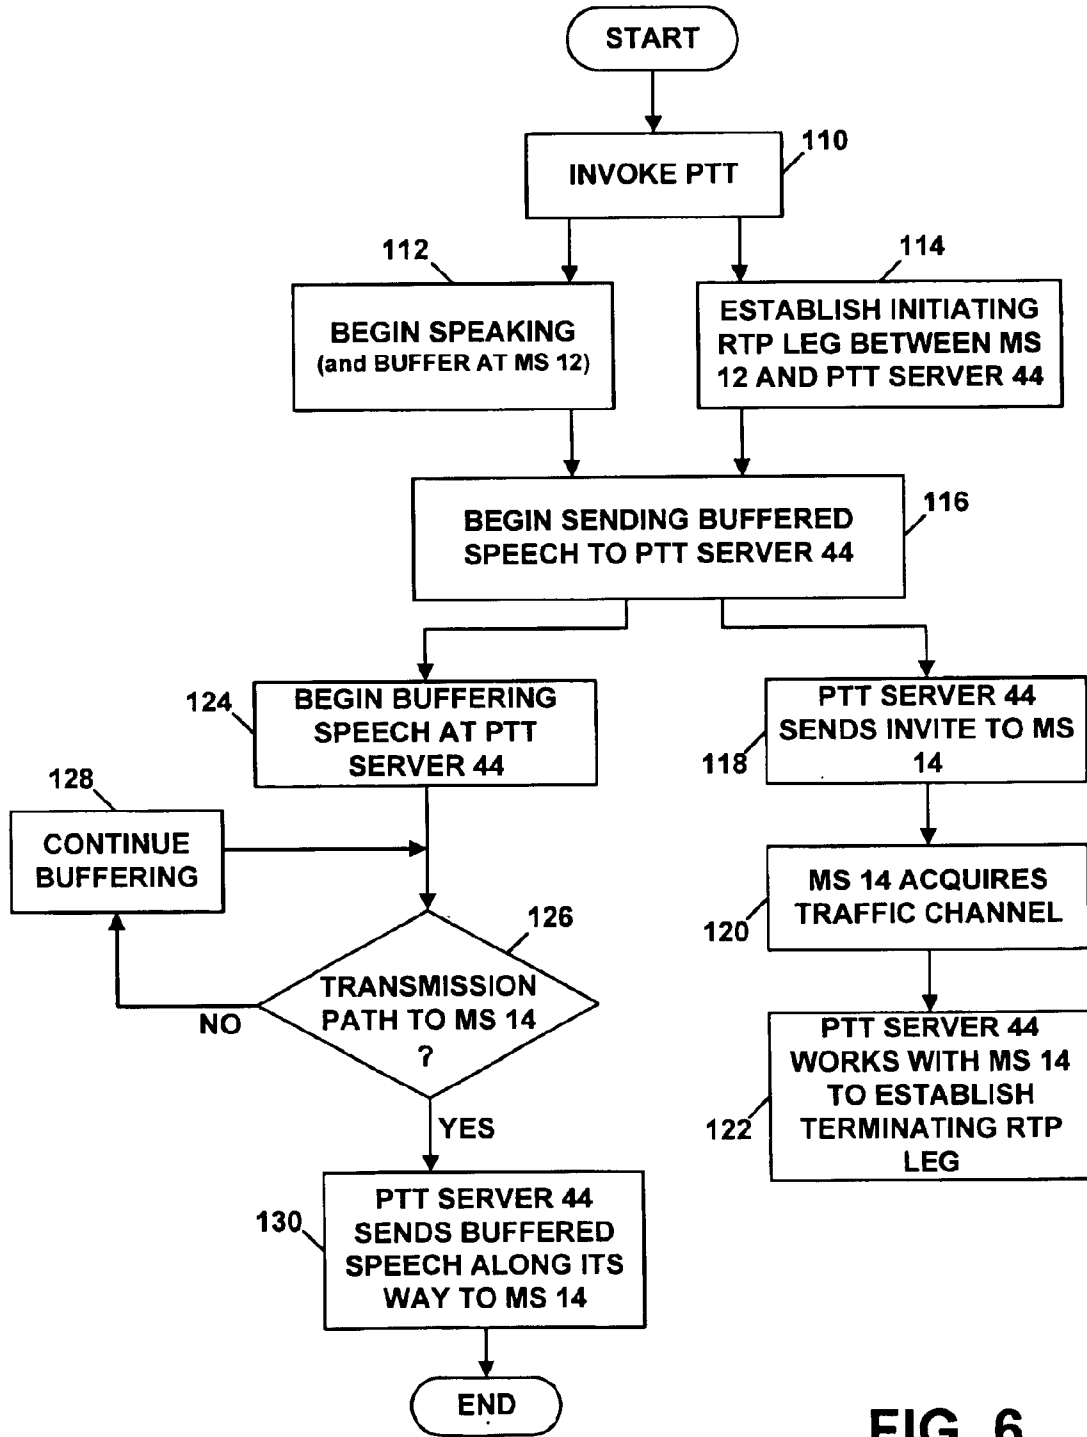 START
110
INVOKE PTT
112
114
BEGIN SPEAKING
(and BUFFER AT MS 12)
ESTABLISH INITIATING
RTP LEG BETWEEN MS
12 AND PTT SERVER 44
116
BEGIN SENDING BUFFERED
SPEECH TO PTT SERVER 44
124
BEGIN BUFFERING
SPEECH AT PTT
SERVER 44
118
PTT SERVER 44
SENDS INVITE TO MS
14
128
CONTINUE
BUFFERING
120
MS 14 ACQUIRES
TRAFFIC CHANNEL
126
TRANSMISSION
PATH TO MS 14
?
NO
YES
122
PTT SERVER 44
WORKS WITH MS 14
TO ESTABLISH
TERMINATING RTP
LEG
130
PTT SERVER 44
SENDS BUFFERED
SPEECH ALONG ITS
WAY TO MS 14
END
FIG. 6